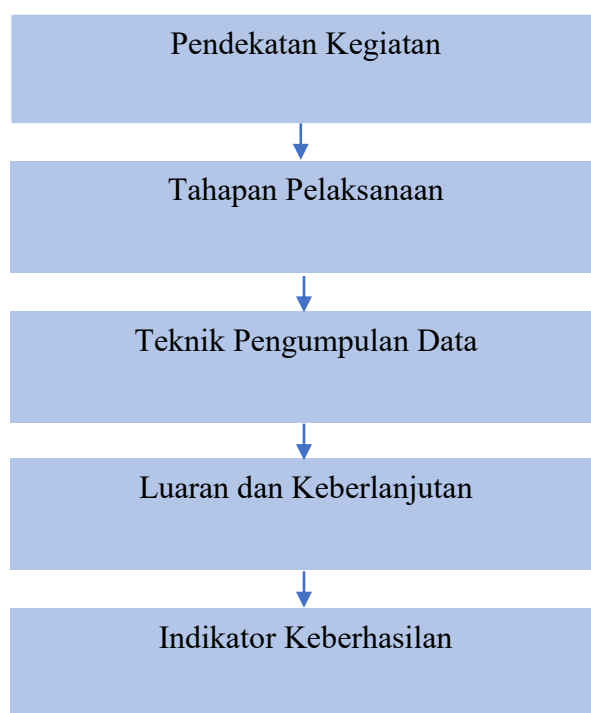 Pendekatan Kegiatan
Tahapan Pelaksanaan
Teknik Pengumpulan Data
Luaran dan Keberlanjutan
Indikator Keberhasilan